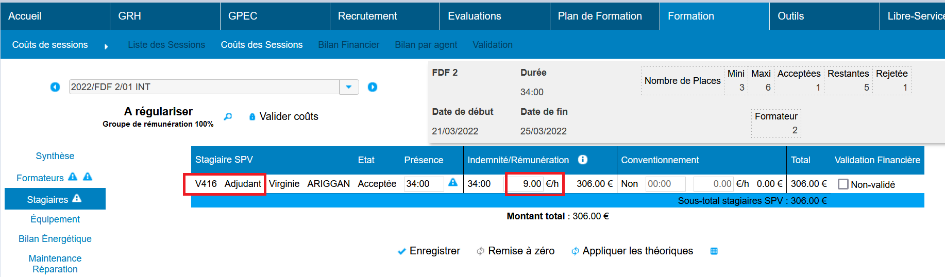 Accueil GRH GPEC Recrutement Evaluations Plan de Formation Formation Outils Libre-Service
Coûts de sessions Liste des Sessions Coûts des Sessions Bilan Financier Bilan par agent Validation
2022/FDF 2/01 INT
A régulariser
Groupe de rémunération 100%
Valider coûts
FDF 2 Durée
34:00
Date de début Date de fin
21/03/2022 25/03/2022
Nombre de Places Mini Maxi Acceptées Restantes Rejetée
3 6 1 5 1
Formateur
2
Synthèse
Formateurs
Stagiaires
Équipement
Bilan Énergétique
Maintenance
Réparation
Stagiaire SPV Etat Présence Indemnité/Rémunération Conventionnement Total Validation Financière
V416 Adjudant Virginie ARIGGAN Acceptée 34:00 34:00 9.00 €/h 306.00 € Non 00:00 0.00 €/h 0.00 € 306.00 € Non-validé
Sous-total stagiaires SPV : 306.00 €
Montant total : 306.00 €
Enregistrer Remise à zéro Appliquer les théoriques